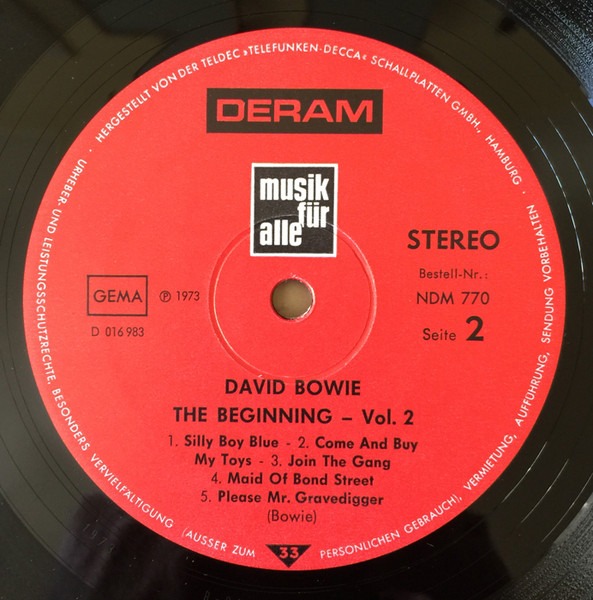 · HERGESTELLT VON DER TELDEC »TELEFUNKEN-DECCA« SCHALLPLATTEN GMBH., HAMBURG ·
URHEBER- UND LEISTUNGSSCHUTZRECHTE, BESONDERS VERVIELFÄLTIGUNG (AUSSER ZUM PERSÖNLICHEN GEBRAUCH), VERMIETUNG, AUFFÜHRUNG, SENDUNG VORBEHALTEN ·
DERAM
musik
für
alle
STEREO
Bestell-Nr.:
NDM 770
Seite 2
GEMA ℗ 1973
D 016 983
DAVID BOWIE
THE BEGINNING – Vol. 2
1. Silly Boy Blue - 2. Come And Buy
My Toys - 3. Join The Gang
4. Maid Of Bond Street
5. Please Mr. Gravedigger
(Bowie)
33